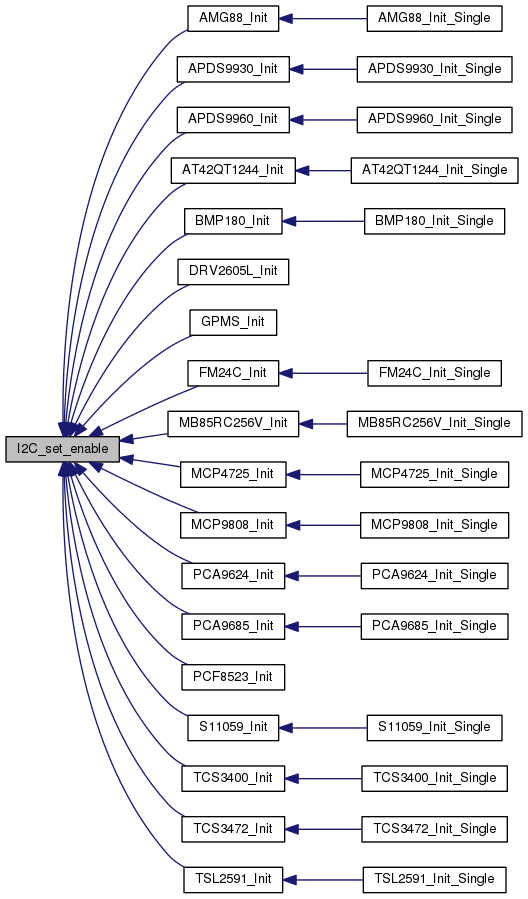 AMG88_Init AMG88_Init_Single
APDS9930_Init APDS9930_Init_Single
APDS9960_Init APDS9960_Init_Single
AT42QT1244_Init AT42QT1244_Init_Single
BMP180_Init BMP180_Init_Single
DRV2605L_Init
GPMS_Init
FM24C_Init FM24C_Init_Single
MB85RC256V_Init MB85RC256V_Init_Single
I2C_set_enable
MCP4725_Init MCP4725_Init_Single
MCP9808_Init MCP9808_Init_Single
PCA9624_Init PCA9624_Init_Single
PCA9685_Init PCA9685_Init_Single
PCF8523_Init
S11059_Init S11059_Init_Single
TCS3400_Init TCS3400_Init_Single
TCS3472_Init TCS3472_Init_Single
TSL2591_Init TSL2591_Init_Single